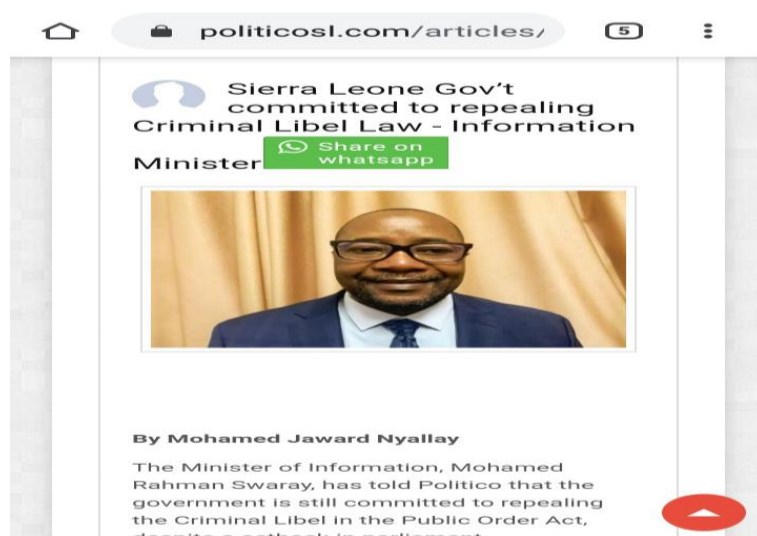 politicosl.com/articles/
5
Sierra Leone Gov't
committed to repealing
Criminal Libel Law - Information
Minister
Share on
whatsapp
By Mohamed Jaward Nyallay
The Minister of Information, Mohamed
Rahman Swaray, has told Politico that the
government is still committed to repealing
the Criminal Libel in the Public Order Act,